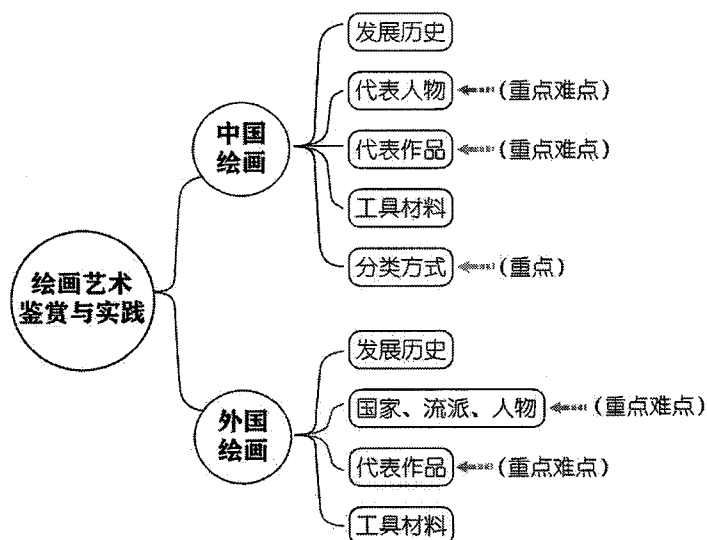 绘画艺术
鉴赏与实践
中国
绘画
发展历史
代表人物 (重点难点)
代表作品 (重点难点)
工具材料
分类方式 (重点)
外国
绘画
发展历史
国家、流派、人物 (重点难点)
代表作品 (重点难点)
工具材料